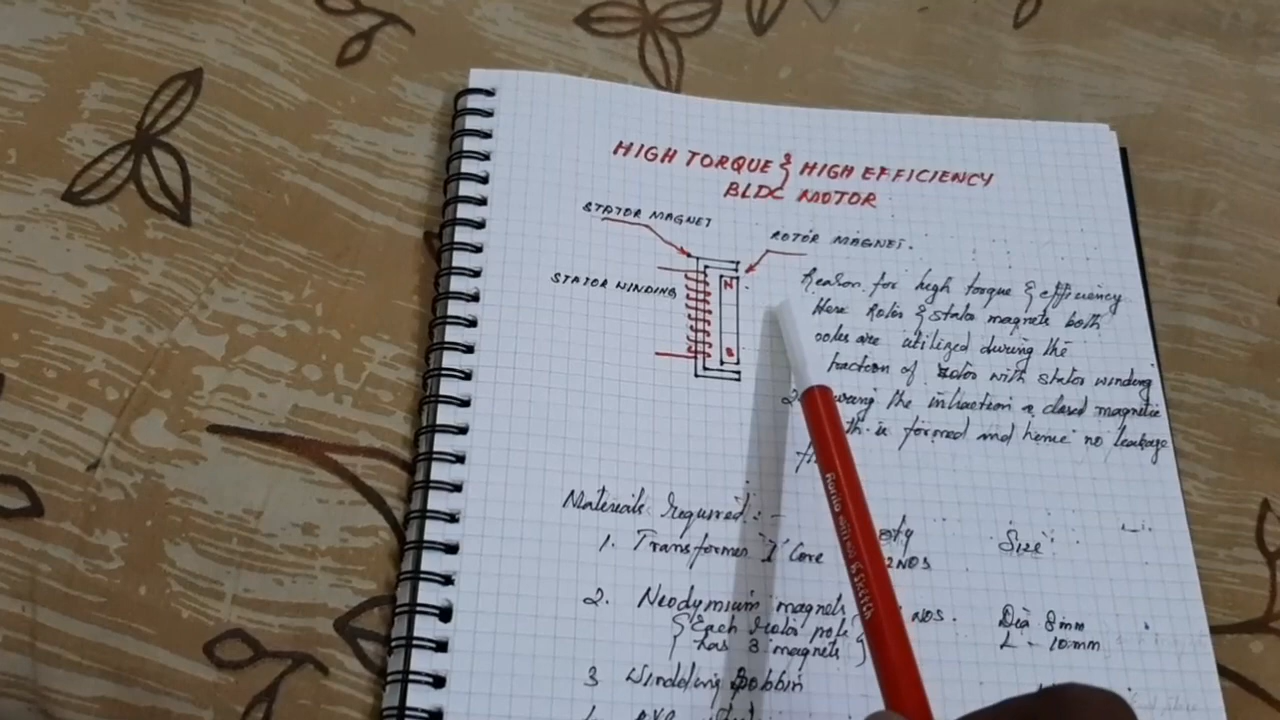 HIGH TORQUE & HIGH EFFICIENCY
BLDC MOTOR
STATOR MAGNET
ROTOR MAGNET.
STATOR WINDING
N
S
Reason for high torque & efficiency
Here Rotor & stator magnets both
poles are utilized during the
of rotor with stator winding
2 the a closed magnetic
is formed and hence no leakage
Materials required:-
Qty
Size
1. Transformer "I" Core
2NOS
2. Neodymium magnets
NOS.
Dia 8mm
{Each rotor pole
L - 10mm
has 3 magnets}
3 Winding Bobbin